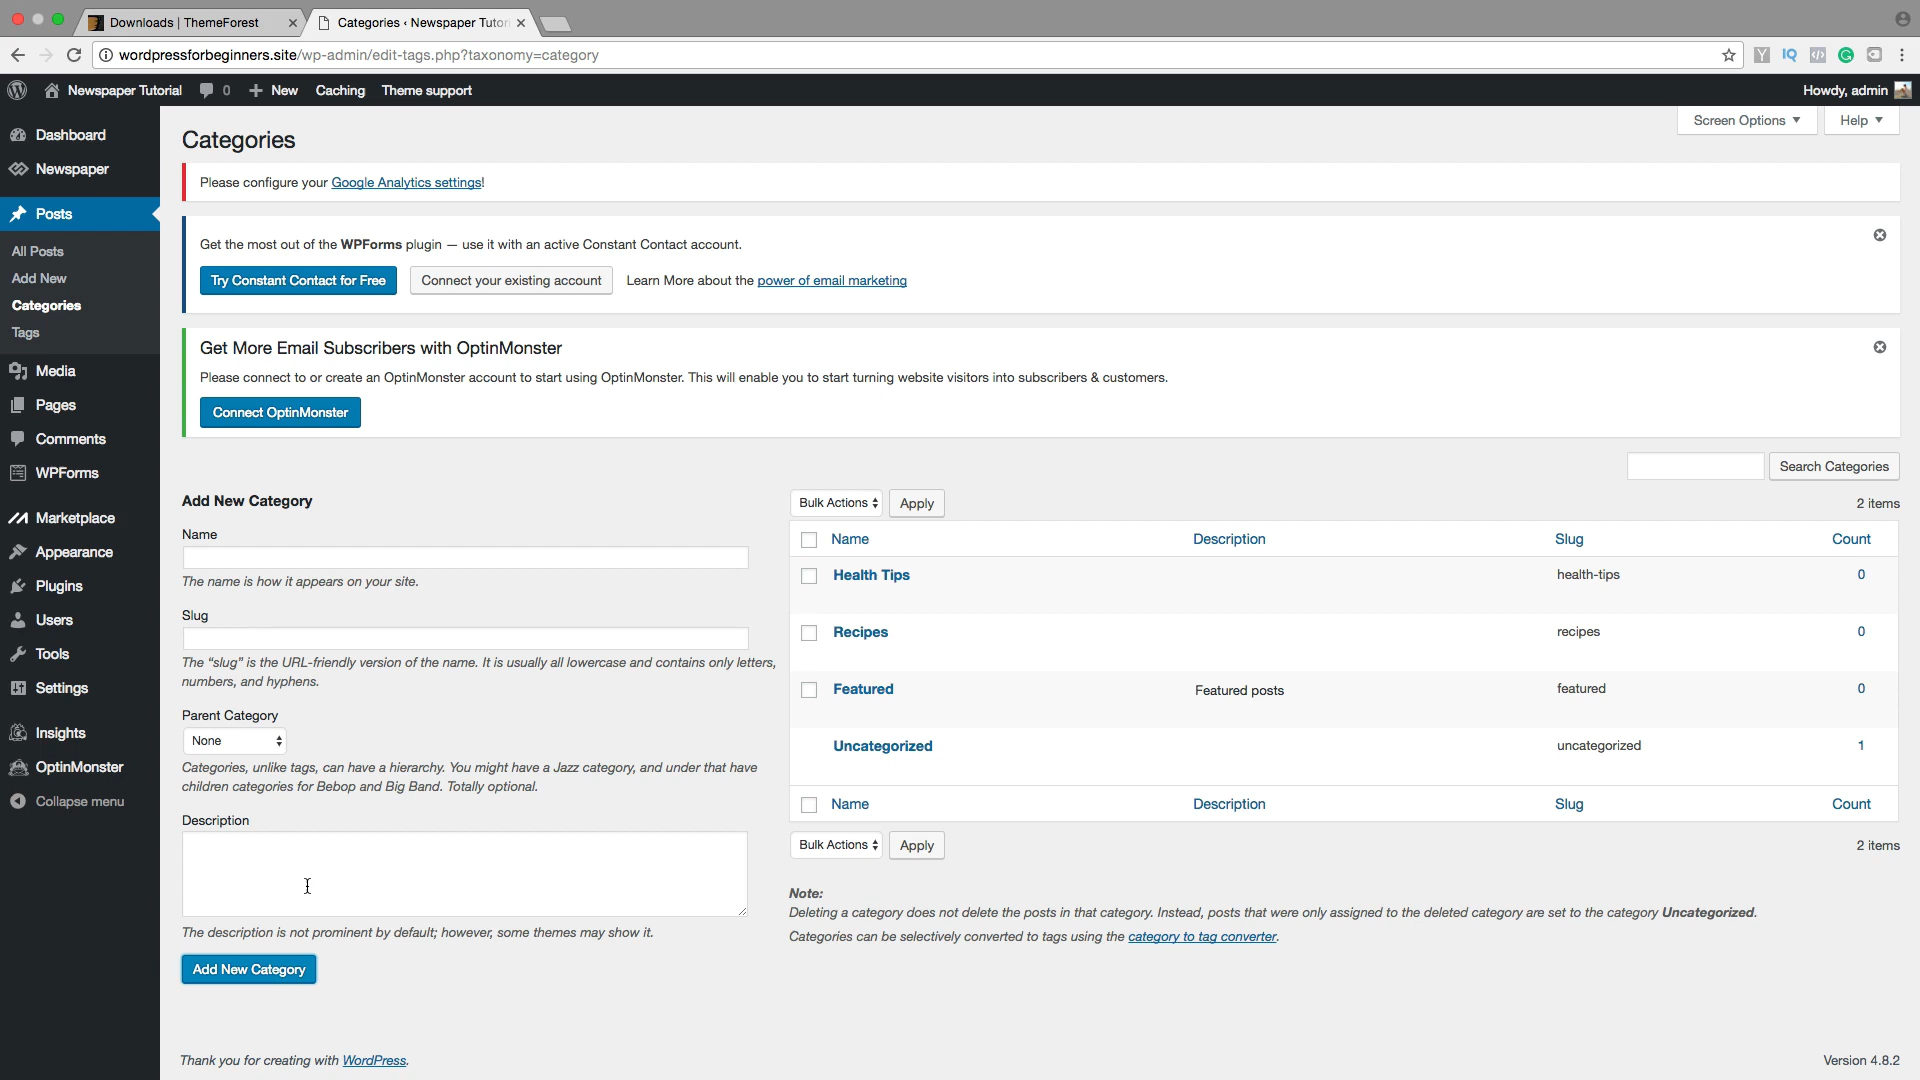 Downloads | ThemeForest
Categories ‹ Newspaper Tutor
wordpressforbeginners.site/wp-admin/edit-tags.php?taxonomy=category
Newspaper Tutorial
0
New
Caching
Theme support
Howdy, admin
Dashboard
Newspaper
Posts
All Posts
Add New
Categories
Tags
Media
Pages
Comments
WPForms
Marketplace
Appearance
Plugins
Users
Tools
Settings
Insights
OptinMonster
Collapse menu
Screen Options
Help
Categories
Please configure your Google Analytics settings!
Get the most out of the WPForms plugin — use it with an active Constant Contact account.
Try Constant Contact for Free
Connect your existing account
Learn More about the power of email marketing
Get More Email Subscribers with OptinMonster
Please connect to or create an OptinMonster account to start using OptinMonster. This will enable you to start turning website visitors into subscribers & customers.
Connect OptinMonster
Search Categories
Add New Category
Name
The name is how it appears on your site.
Slug
The “slug” is the URL-friendly version of the name. It is usually all lowercase and contains only letters,
numbers, and hyphens.
Parent Category
None
Categories, unlike tags, can have a hierarchy. You might have a Jazz category, and under that have
children categories for Bebop and Big Band. Totally optional.
Description
The description is not prominent by default; however, some themes may show it.
Add New Category
Bulk Actions
Apply
2 items
Name Description Slug Count
Health Tips health-tips 0
Recipes recipes 0
Featured Featured posts featured 0
Uncategorized uncategorized 1
Name Description Slug Count
Bulk Actions
Apply
2 items
Note:
Deleting a category does not delete the posts in that category. Instead, posts that were only assigned to the deleted category are set to the category Uncategorized.
Categories can be selectively converted to tags using the category to tag converter.
Thank you for creating with WordPress.
Version 4.8.2